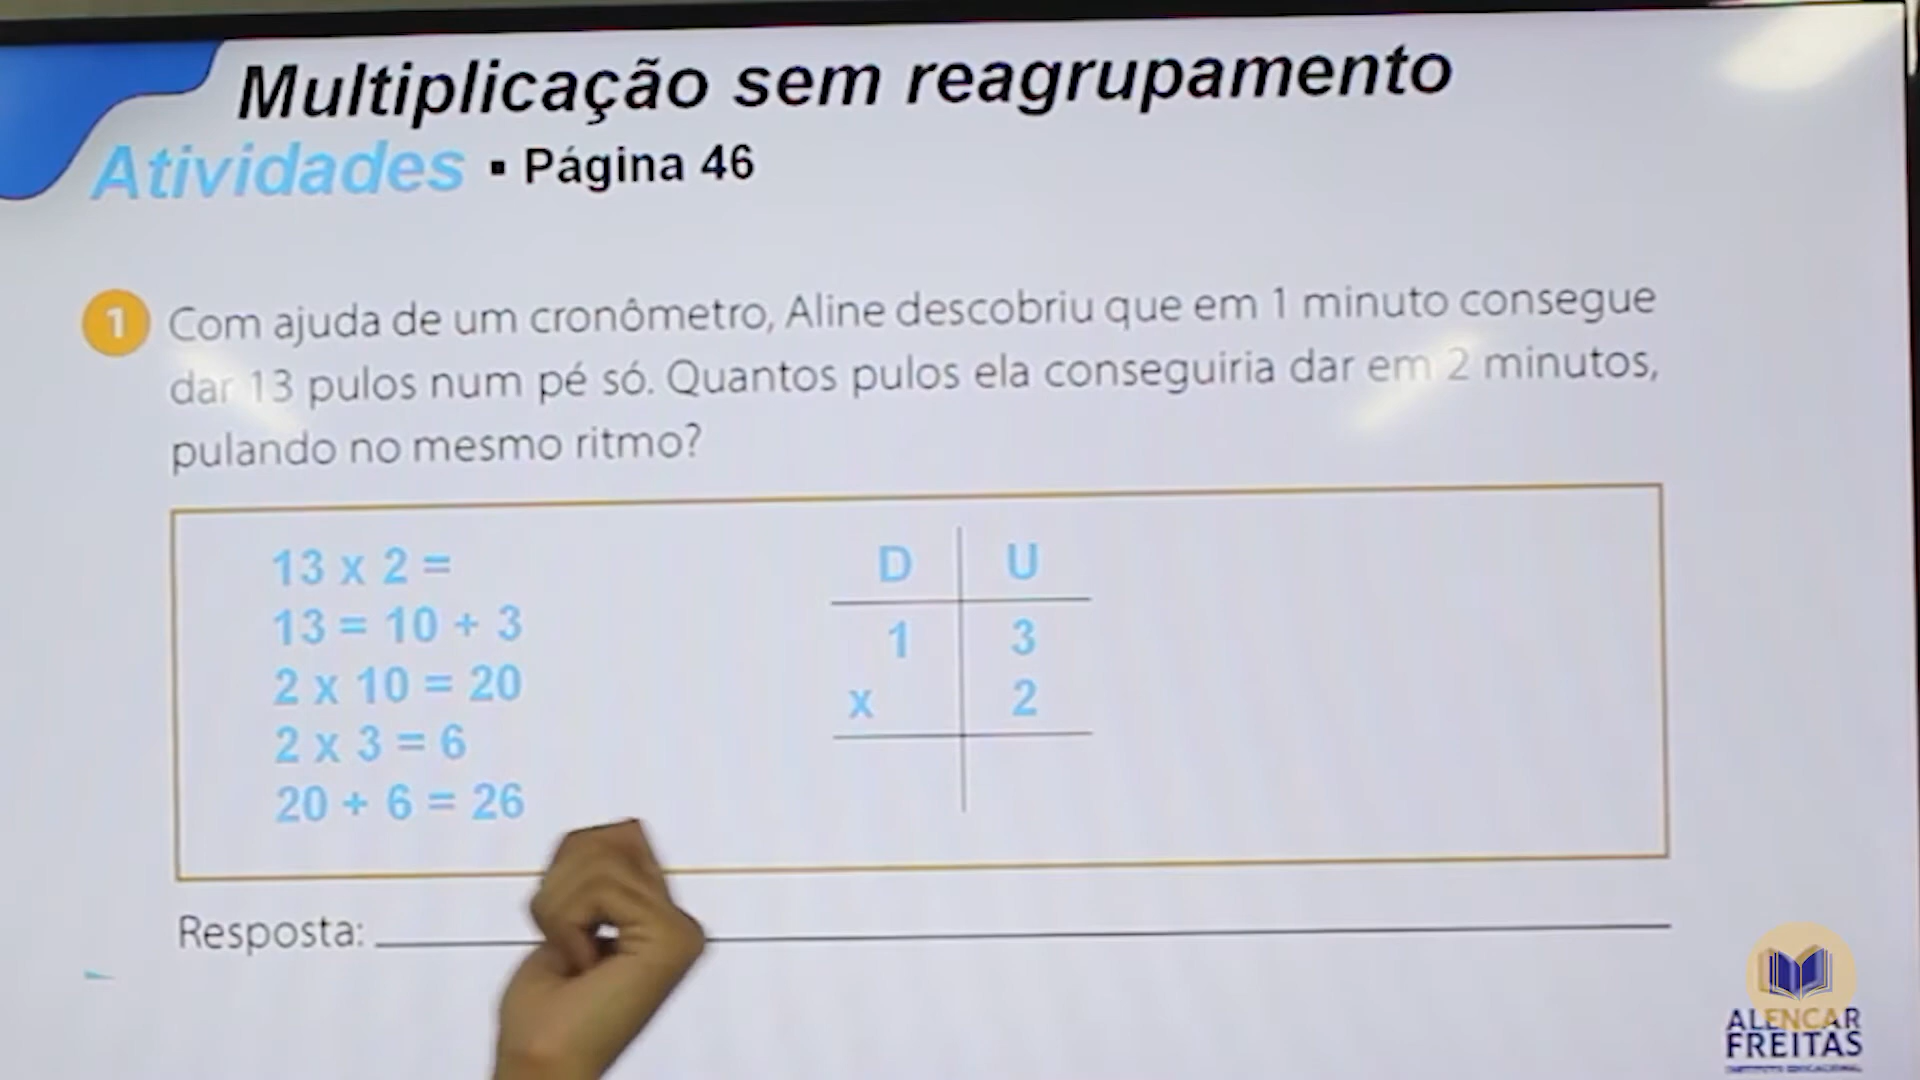 Multiplicação sem reagrupamento
Atividades ▪ Página 46
1 Com ajuda de um cronômetro, Aline descobriu que em 1 minuto consegue
dar 13 pulos num pé só. Quantos pulos ela conseguiria dar em 2 minutos,
pulando no mesmo ritmo?
13 x 2 =
13 = 10 + 3
2 x 10 = 20
2 x 3 = 6
20 + 6 = 26
D U
1 3
x 2
Resposta:
ALENCAR
FREITAS
INSTITUTO EDUCACIONAL